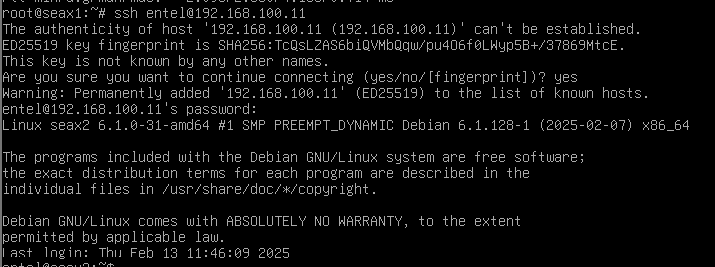 root@seax1:~# ssh entel@192.168.100.11
The authenticity of host '192.168.100.11 (192.168.100.11)' can't be established.
ED25519 key fingerprint is SHA256:TcQsLZAS6biQVMbQqw/pu4O6f0LWyp5B+/37869MtcE.
This key is not known by any other names.
Are you sure you want to continue connecting (yes/no/[fingerprint])? yes
Warning: Permanently added '192.168.100.11' (ED25519) to the list of known hosts.
entel@192.168.100.11's password:
Linux seax2 6.1.0-31-amd64 #1 SMP PREEMPT_DYNAMIC Debian 6.1.128-1 (2025-02-07) x86_64
The programs included with the Debian GNU/Linux system are free software;
the exact distribution terms for each program are described in the
individual files in /usr/share/doc/*/copyright.
Debian GNU/Linux comes with ABSOLUTELY NO WARRANTY, to the extent
permitted by applicable law.
Last login: Thu Feb 13 11:46:09 2025
entel@seax2:~$